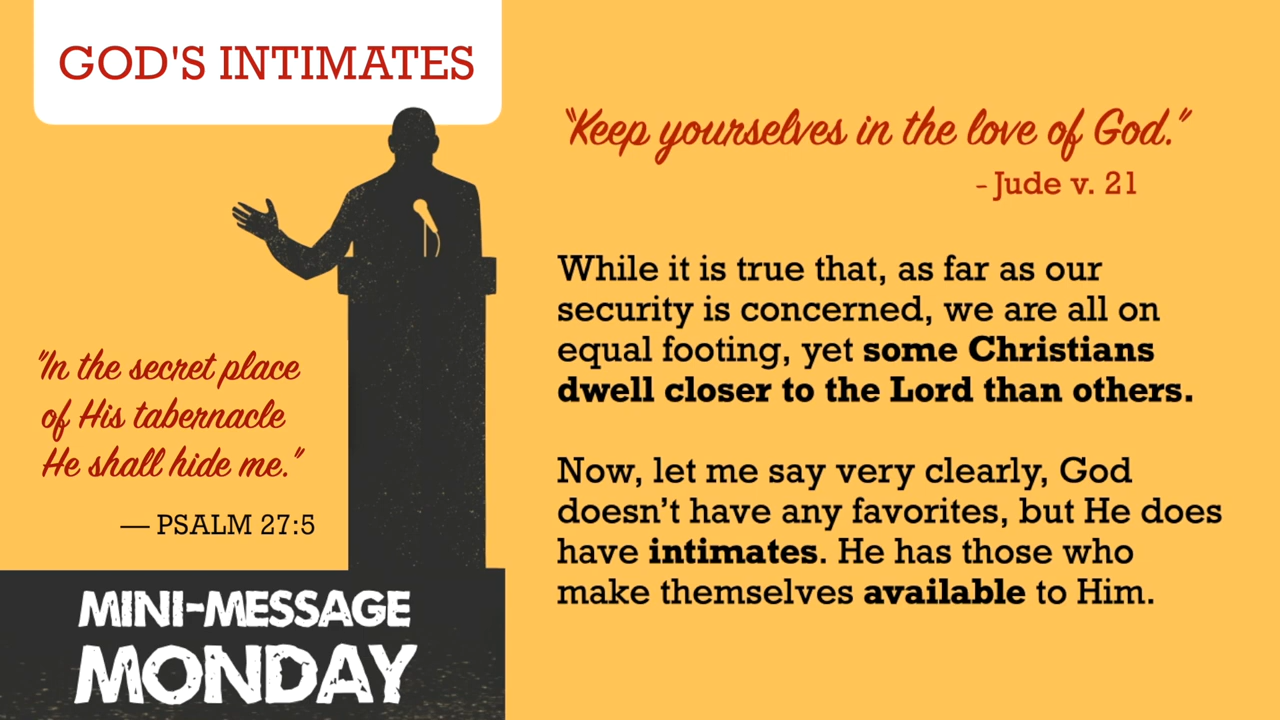 GOD'S INTIMATES
"In the secret place
of His tabernacle
He shall hide me."
— PSALM 27:5
MINI-MESSAGE
MONDAY
"Keep yourselves in the love of God."
- Jude v. 21
While it is true that, as far as our
security is concerned, we are all on
equal footing, yet some Christians
dwell closer to the Lord than others.
Now, let me say very clearly, God
doesn't have any favorites, but He does
have intimates. He has those who
make themselves available to Him.